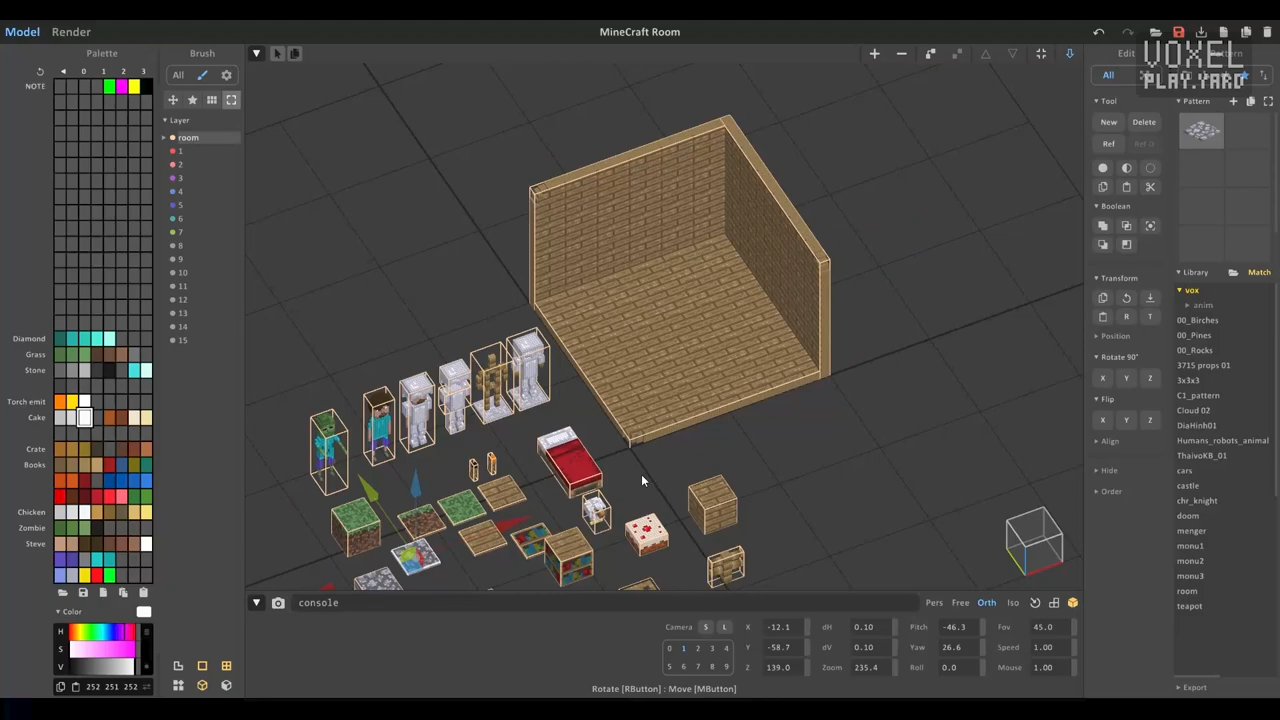 Model Render
MineCraft Room
Palette
Brush
Edit
Pattern
VOXEL
PLAY.YARD
0 1 2 3
NOTE
Diamond
Grass
Stone
Torch emit
Cake
Crate
Books
Chicken
Zombie
Steve
Color
H
S
V
252 251 252
All
Layer
room
1
2
3
4
5
6
7
8
9
10
11
12
13
14
15
console
Pers Free Orth Iso
Camera S L
0 1 2 3 4
5 6 7 8 9
X -12.1 dH 0.10 Pitch -46.3 Fov 45.0
Y -58.7 dV 0.10 Yaw 26.6 Speed 1.00
Z 139.0 Zoom 235.4 Roll 0.0 Mouse 1.00
Rotate [RButton] : Move [MButton]
All
Tool
New Delete
Ref Ref D
Boolean
Transform
R T
Position
Rotate 90°
X Y Z
Flip
X Y Z
Align
Hide
Order
Pattern
Library Match
vox
anim
00_Birches
00_Pines
00_Rocks
3715 props 01
3x3x3
C1_pattern
Cloud 02
DiaHinh01
Humans_robots_animal
ThaivoKB_01
cars
castle
chr_knight
doom
menger
monu1
monu2
monu3
room
teapot
Export